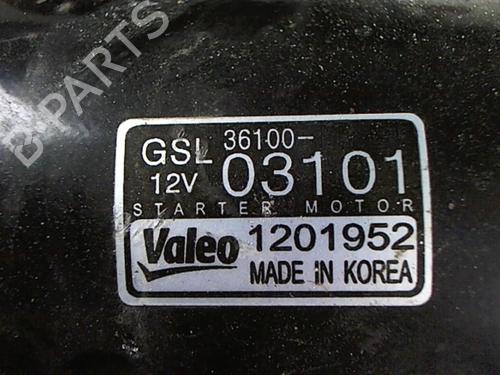 B-PARTS
GSL 36100-
12V 03101
STARTER MOTOR
Valeo 1201952
MADE IN KOREA